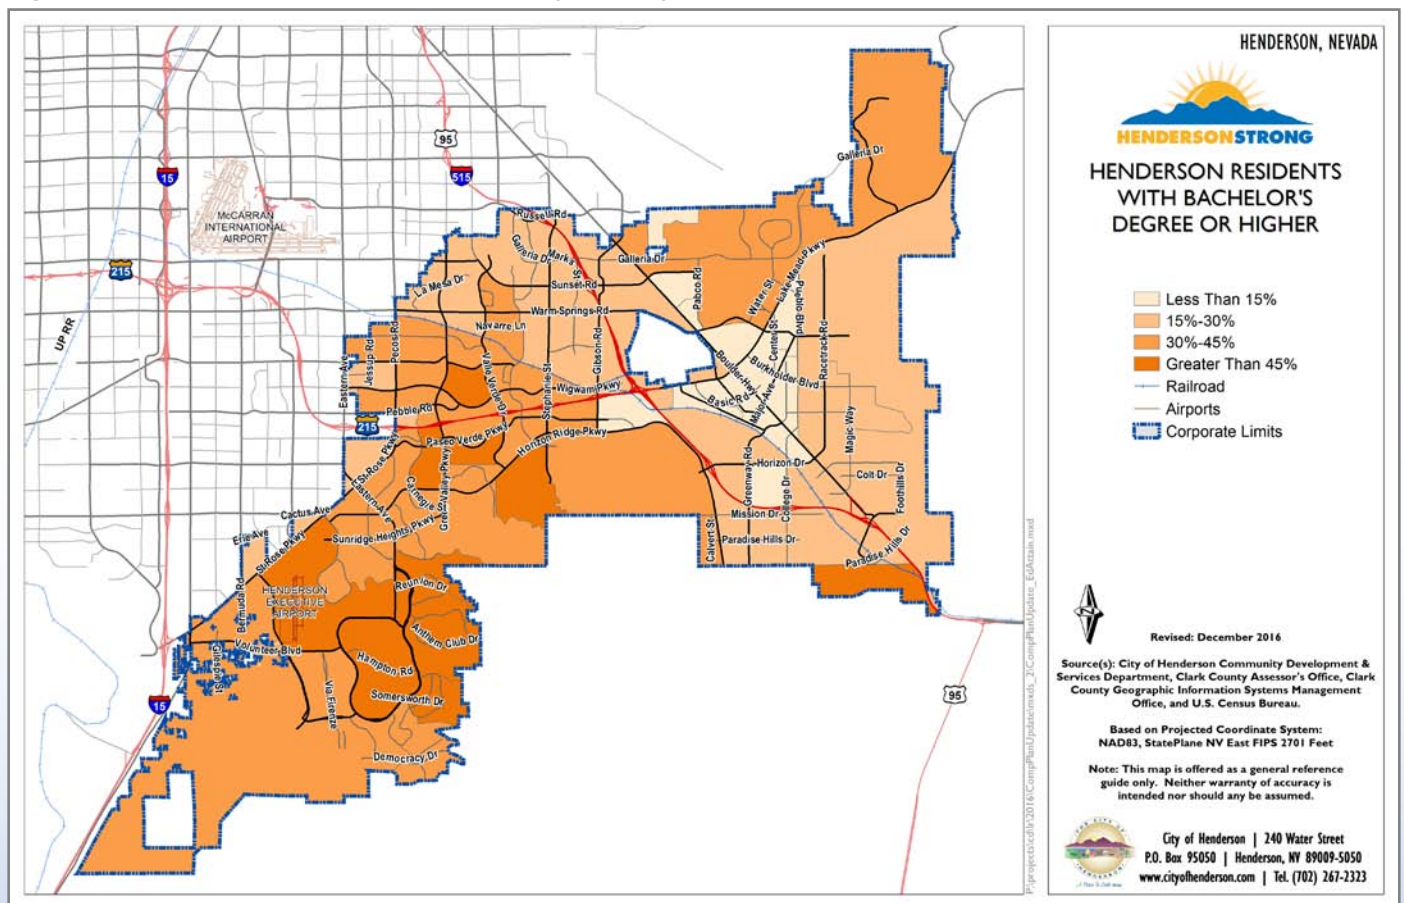 HENDERSON, NEVADA
HENDERSONSTRONG
HENDERSON RESIDENTS
WITH BACHELOR'S
DEGREE OR HIGHER
Less Than 15%
15%-30%
30%-45%
Greater Than 45%
Railroad
Airports
Corporate Limits
Revised: December 2016
Source(s): City of Henderson Community Development &
Services Department, Clark County Assessor's Office, Clark
County Geographic Information Systems Management
Office, and U.S. Census Bureau.
Based on Projected Coordinate System:
NAD83, StatePlane NV East FIPS 2701 Feet
Note: This map is offered as a general reference
guide only. Neither warranty of accuracy is
intended nor should any be assumed.
City of Henderson | 240 Water Street
P.O. Box 95050 | Henderson, NV 89009-5050
www.cityofhenderson.com | Tel. (702) 267-2323
95
515
15
McCARRAN
INTERNATIONAL
AIRPORT
215
UP RR
Galleria Dr
Russell Rd
Galleria Dr
Marks St
Galleria Dr
La Mesa Dr
Sunset Rd
Pabco Rd
Water St
Lake Mead Pkwy
Pueblo Blvd
Warm Springs Rd
Navarre Ln
Center St
Racetrack Rd
Gibson Rd
Pecos Rd
Jessup Rd
Eastern Ave
Valle Verde Dr
Stephanie St
Boulder Hwy
Burkholder Blvd
Wigwam Pkwy
Basic Rd
Major Ave
Pebble Rd
215
Magic Way
Paseo Verde Pkwy
Horizon Ridge Pkwy
St Rose Pkwy
Horizon Dr
Greenway Rd
Colt Dr
Foothills Dr
Green Valley Pkwy
Carnegie St
Eastern Ave
College Dr
Mission Dr
Cactus Ave
Erie Ave
St Rose Pkwy
Sunridge Heights Pkwy
Calvert St
Paradise Hills Dr
Paradise Hills Dr
Reunion Dr
HENDERSON
EXECUTIVE
AIRPORT
Bermuda Rd
Anthem Club Dr
Volunteer Blvd
Gilespie St
Hampton Rd
Via Firenze
Somersworth Dr
15
95
Democracy Dr